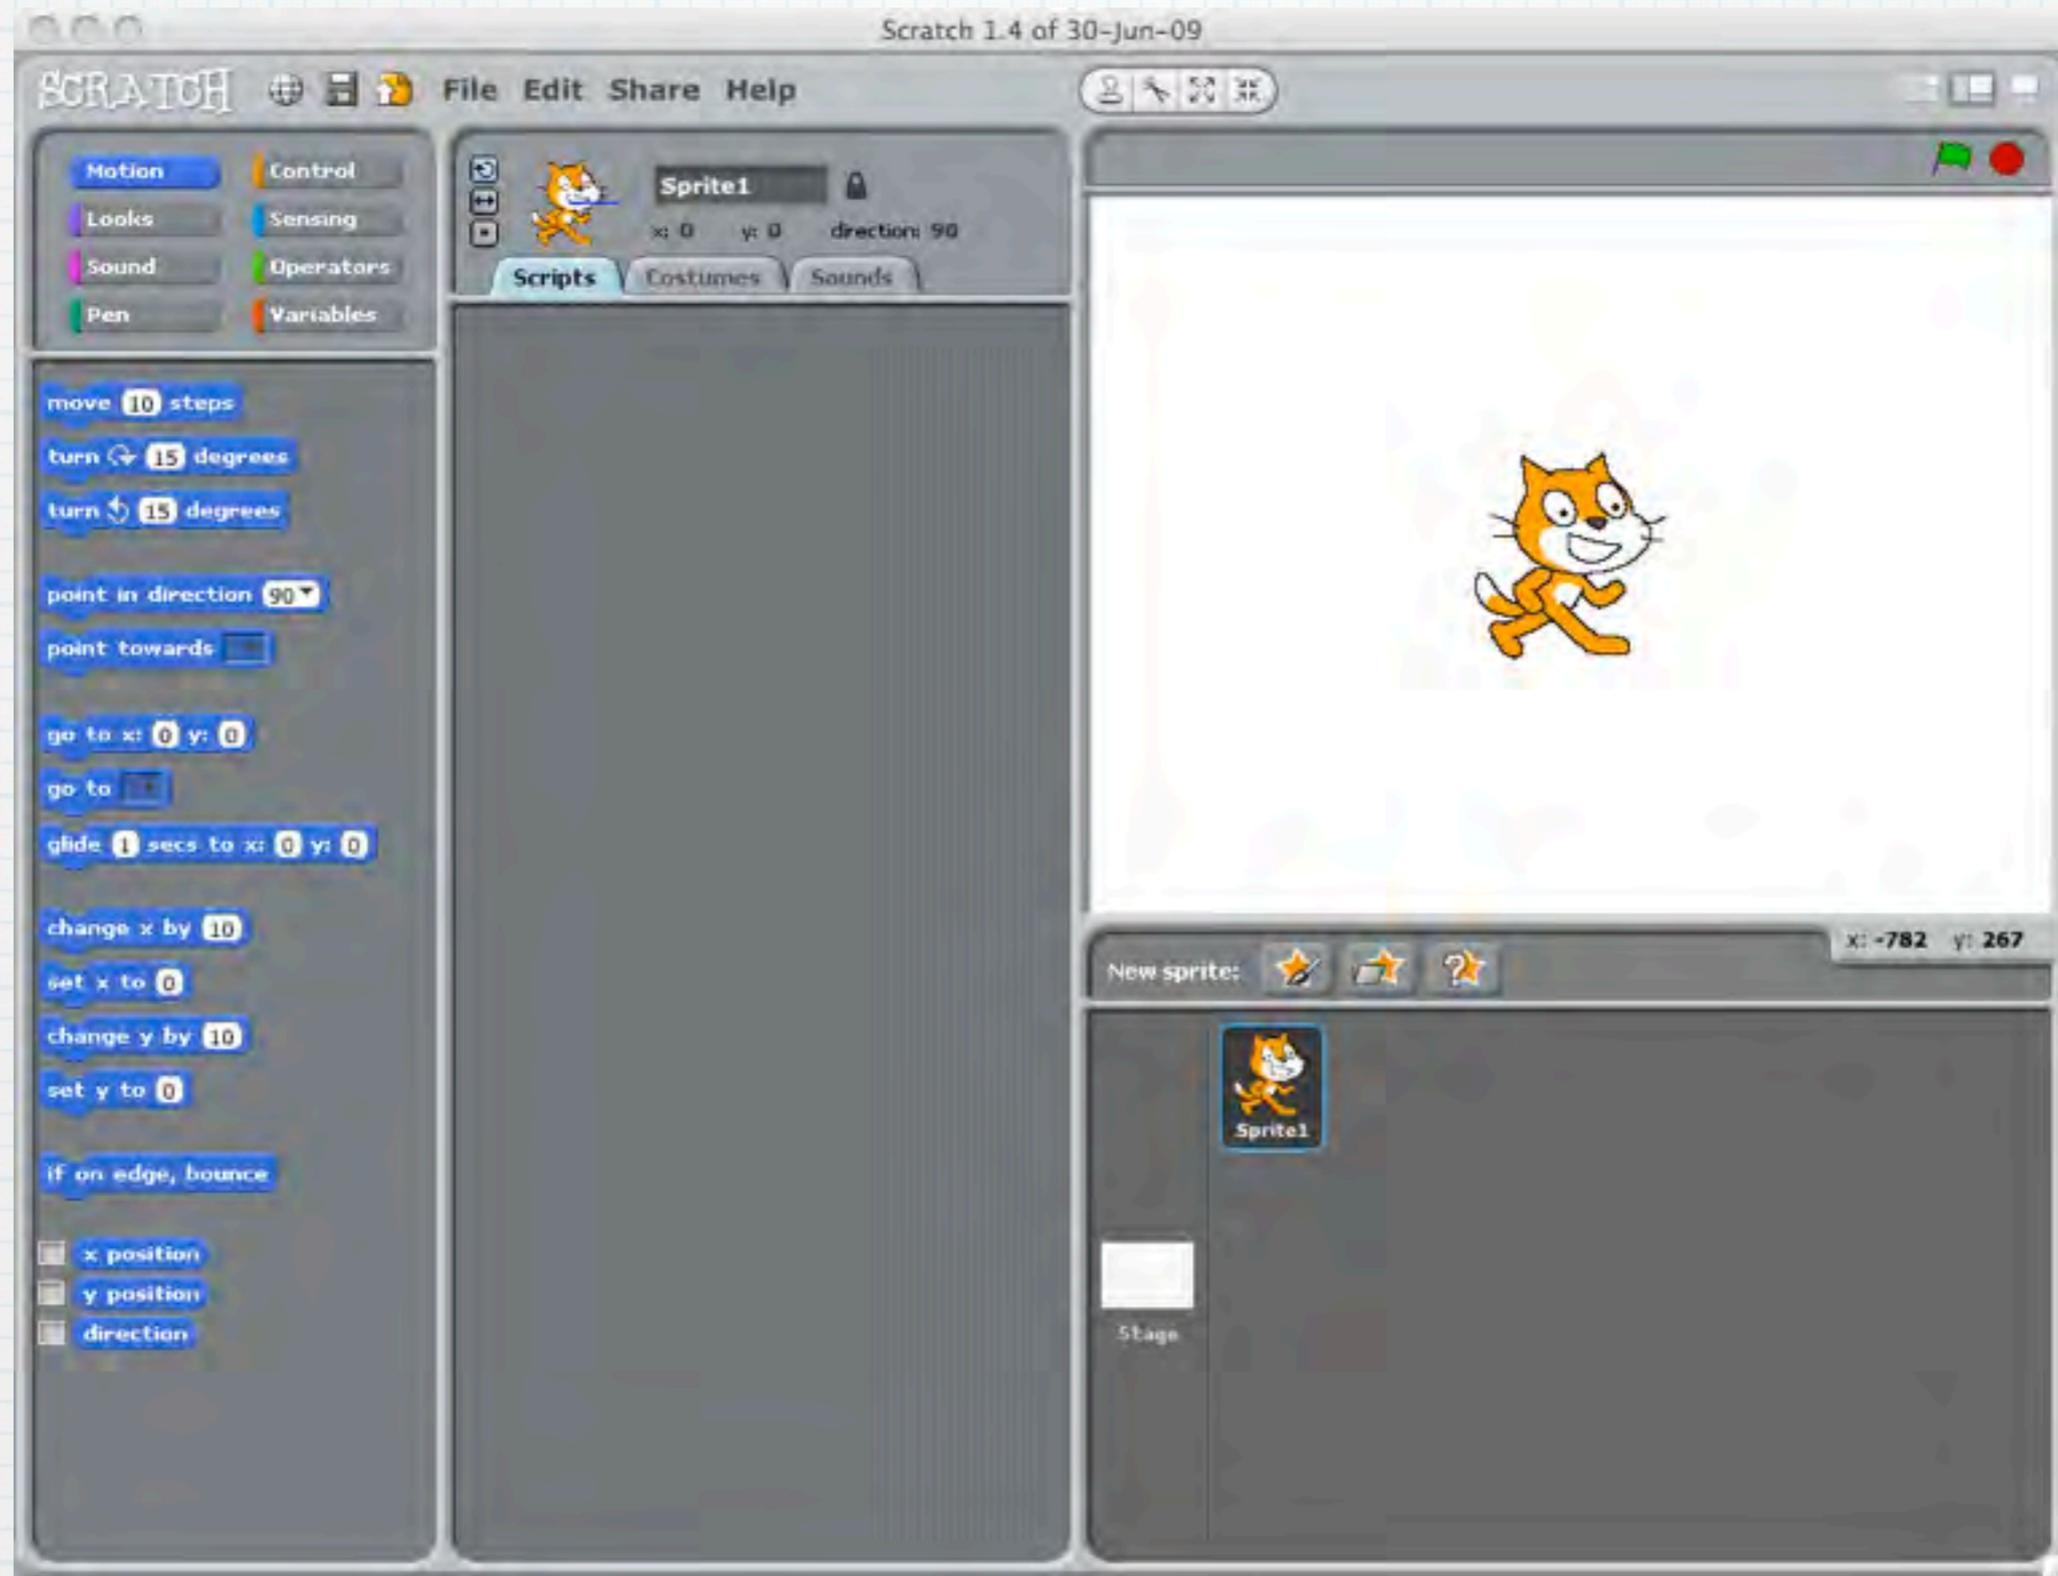 Scratch 1.4 of 30-Jun-09
SCRATCH File Edit Share Help
Motion Control
Looks Sensing
Sound Operators
Pen Variables
Sprite1
x: 0 y: 0 direction: 90
Scripts Costumes Sounds
move 10 steps
turn 15 degrees
turn 15 degrees
point in direction 90
point towards
go to x: 0 y: 0
go to
glide 1 secs to x: 0 y: 0
change x by 10
set x to 0
change y by 10
set y to 0
if on edge, bounce
x position
y position
direction
x: -782 y: 267
New sprite:
Sprite1
Stage